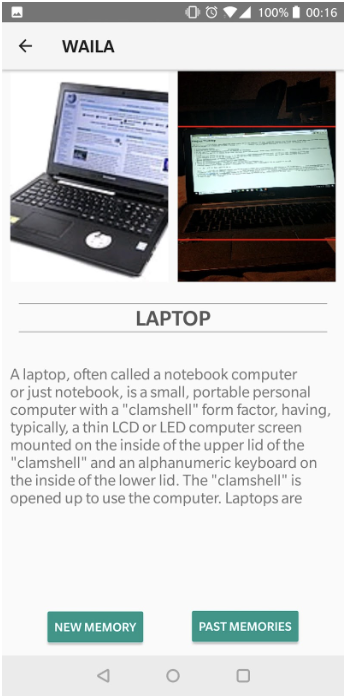 100% 00:16
WAILA
LAPTOP
A laptop, often called a notebook computer
or just notebook, is a small, portable personal
computer with a "clamshell" form factor, having,
typically, a thin LCD or LED computer screen
mounted on the inside of the upper lid of the
"clamshell" and an alphanumeric keyboard on
the inside of the lower lid. The "clamshell" is
opened up to use the computer. Laptops are
NEW MEMORY
PAST MEMORIES